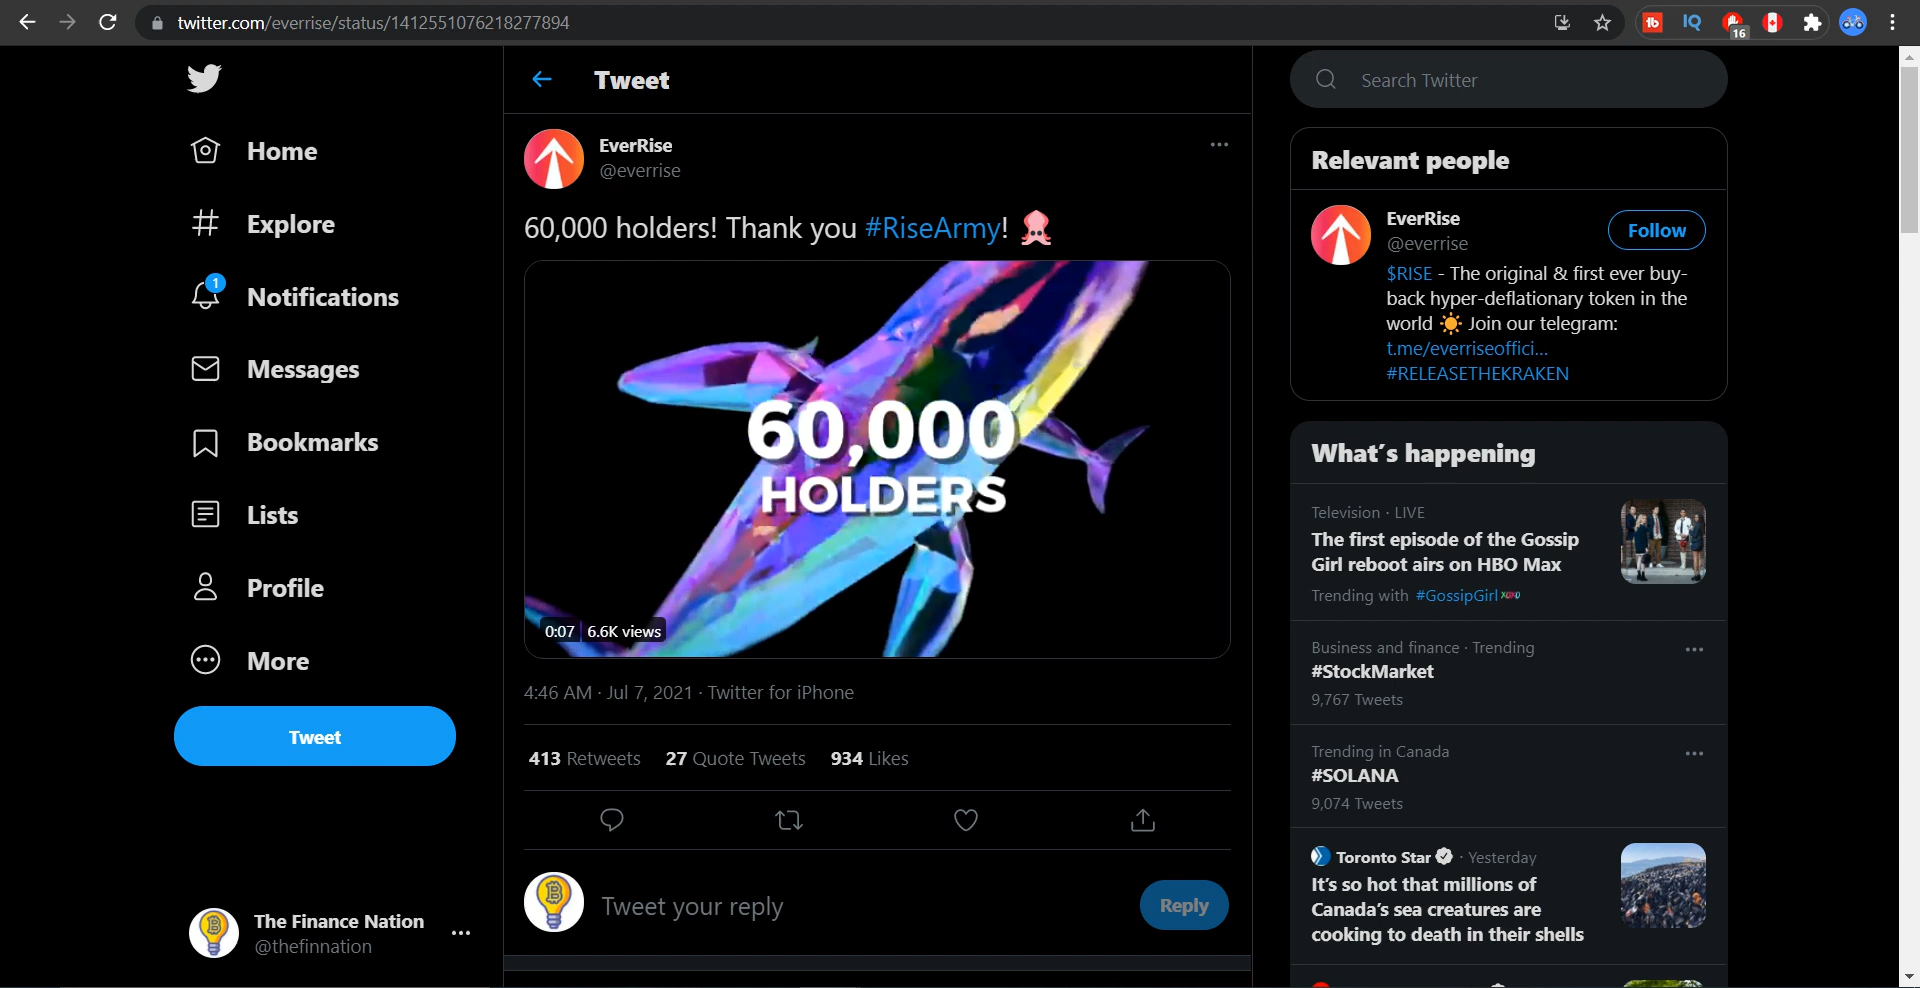 twitter.com/everrise/status/1412551076218277894
16
Home
Explore
1
Notifications
Messages
Bookmarks
Lists
Profile
More
Tweet
The Finance Nation
@thefinnation
Tweet
EverRise
@everrise
60,000 holders! Thank you #RiseArmy!
60,000
HOLDERS
0:07 6.6K views
4:46 AM · Jul 7, 2021 · Twitter for iPhone
413 Retweets 27 Quote Tweets 934 Likes
Tweet your reply
Reply
Search Twitter
Relevant people
EverRise
@everrise
Follow
$RISE - The original & first ever buy-
back hyper-deflationary token in the
world ☀ Join our telegram:
t.me/everriseoffici...
#RELEASETHEKRAKEN
What's happening
Television · LIVE
The first episode of the Gossip
Girl reboot airs on HBO Max
Trending with #GossipGirl
Business and finance · Trending
#StockMarket
9,767 Tweets
Trending in Canada
#SOLANA
9,074 Tweets
Toronto Star · Yesterday
It's so hot that millions of
Canada's sea creatures are
cooking to death in their shells